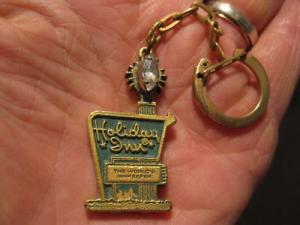 Holiday
Inn
THE WORLD'S
INNKEEPER